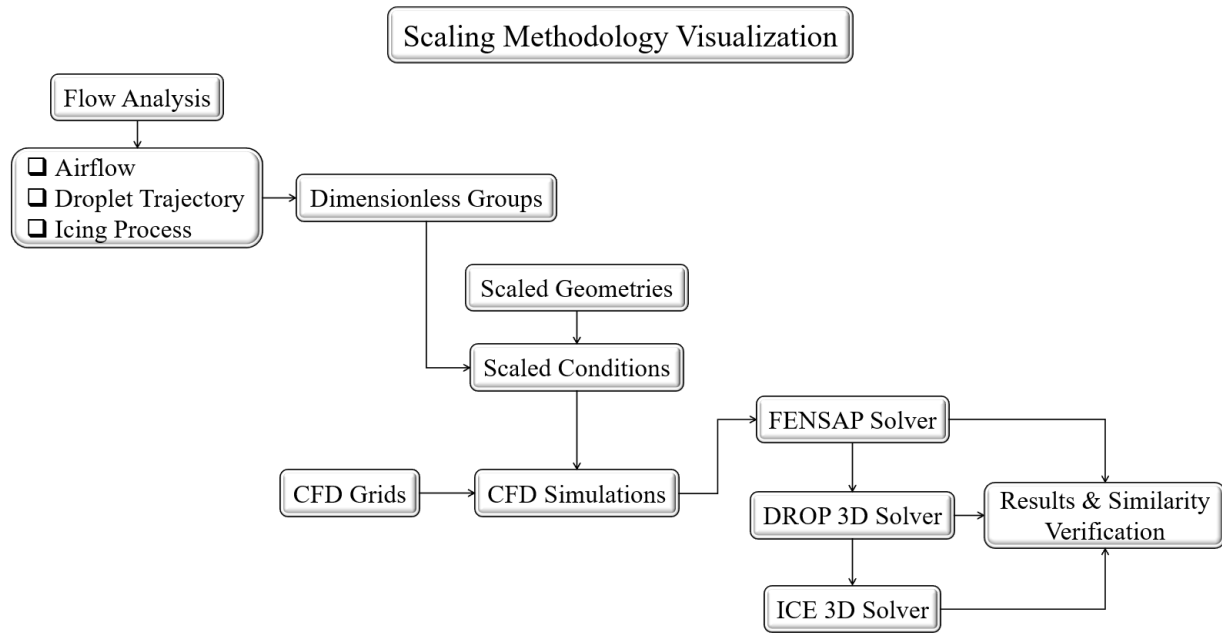 Scaling Methodology Visualization
Flow Analysis
❑ Airflow
❑ Droplet Trajectory
❑ Icing Process
Dimensionless Groups
Scaled Geometries
Scaled Conditions
CFD Grids
CFD Simulations
FENSAP Solver
DROP 3D Solver
ICE 3D Solver
Results & Similarity
Verification